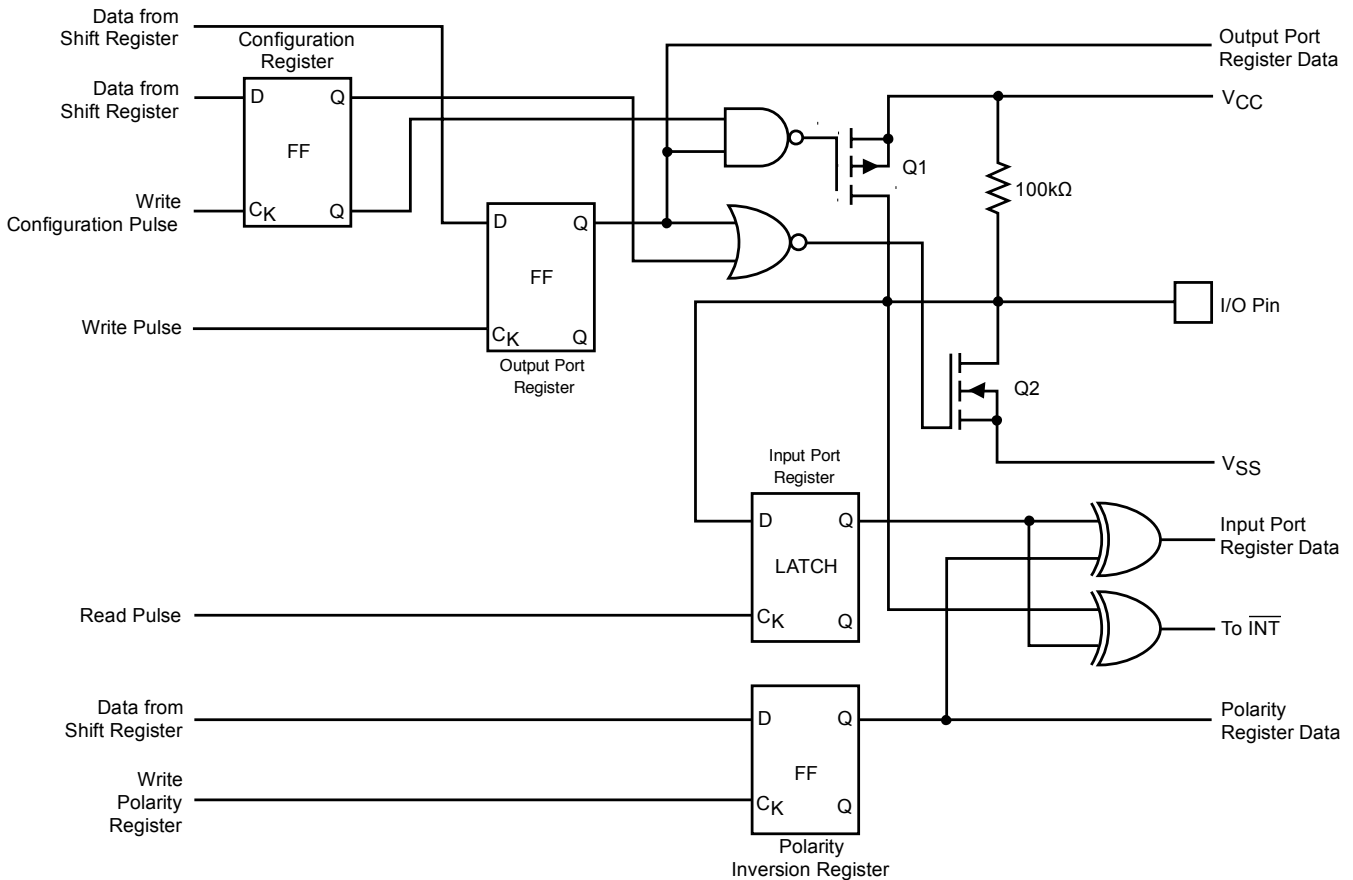 Data from
Shift Register
Configuration
Register
Data from
Shift Register
D
Q
FF
CK
Q
Write
Configuration Pulse
D
Q
FF
CK
Q
Output Port
Register
Write Pulse
Output Port
Register Data
VCC
Q1
100kΩ
I/O Pin
Q2
VSS
Input Port
Register
D
Q
LATCH
CK
Q
Read Pulse
Input Port
Register Data
To INT
Data from
Shift Register
D
Q
FF
CK
Q
Write
Polarity
Register
Polarity
Inversion Register
Polarity
Register Data